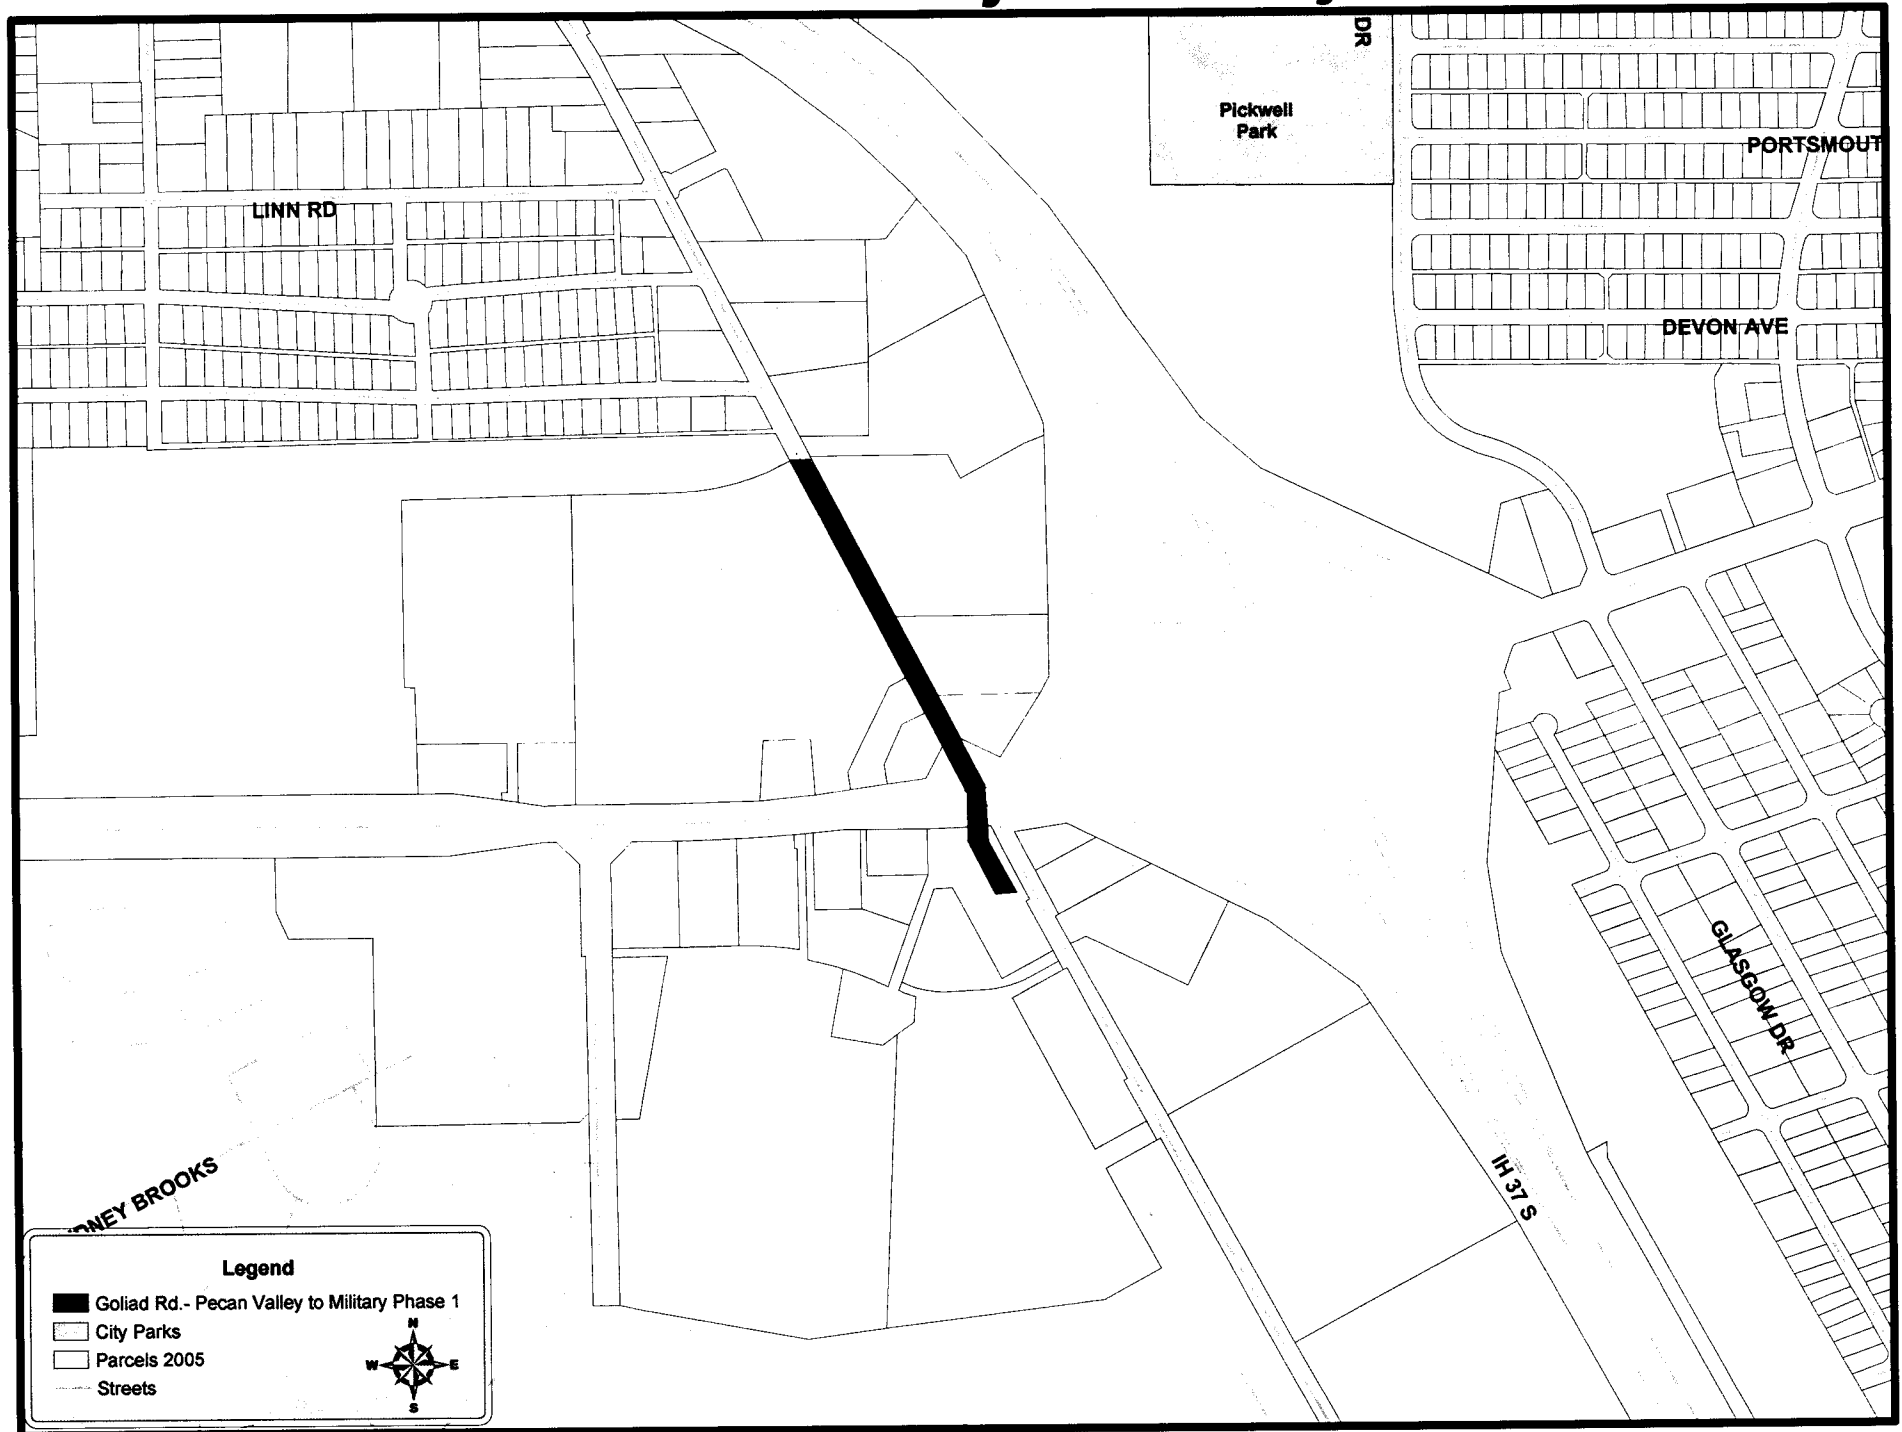 DR
Pickwell
Park
PORTSMOUT
LINN RD
DEVON AVE
GLASGOW DR
IH 37 S
DNEY BROOKS
Legend
Goliad Rd.- Pecan Valley to Military Phase 1
City Parks
Parcels 2005
Streets
N
W
E
S